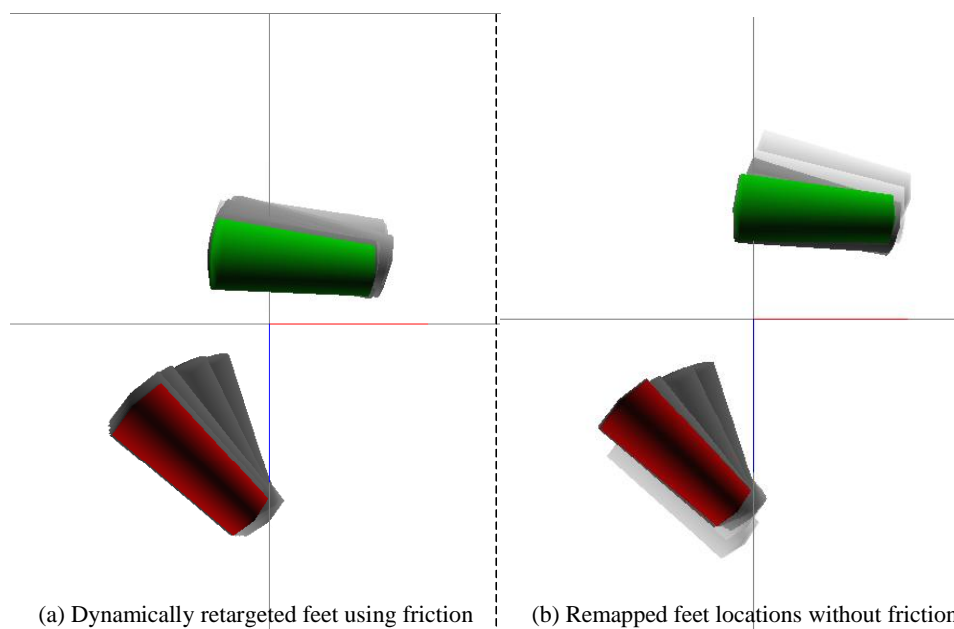 (a) Dynamically retargeted feet using friction
(b) Remapped feet locations without friction